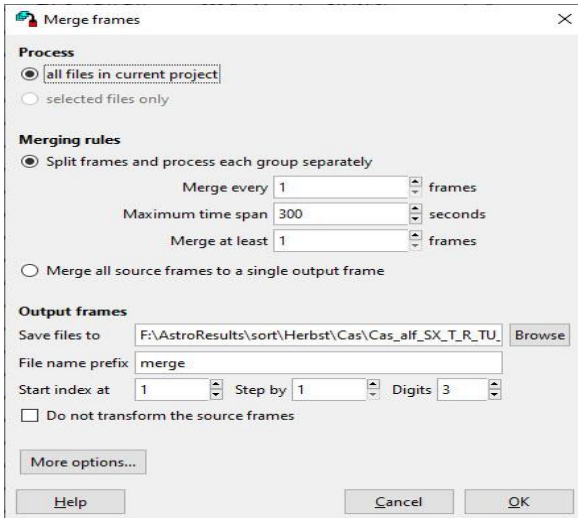 Merge frames
Process
all files in current project
selected files only
Merging rules
Split frames and process each group separately
Merge every 1 frames
Maximum time span 300 seconds
Merge at least 1 frames
Merge all source frames to a single output frame
Output frames
Save files to F:\AstroResults\sort\Herbst\Cas\Cas_alf_SX_T_R_TU_ Browse
File name prefix merge
Start index at 1 Step by 1 Digits 3
Do not transform the source frames
More options...
Help Cancel OK